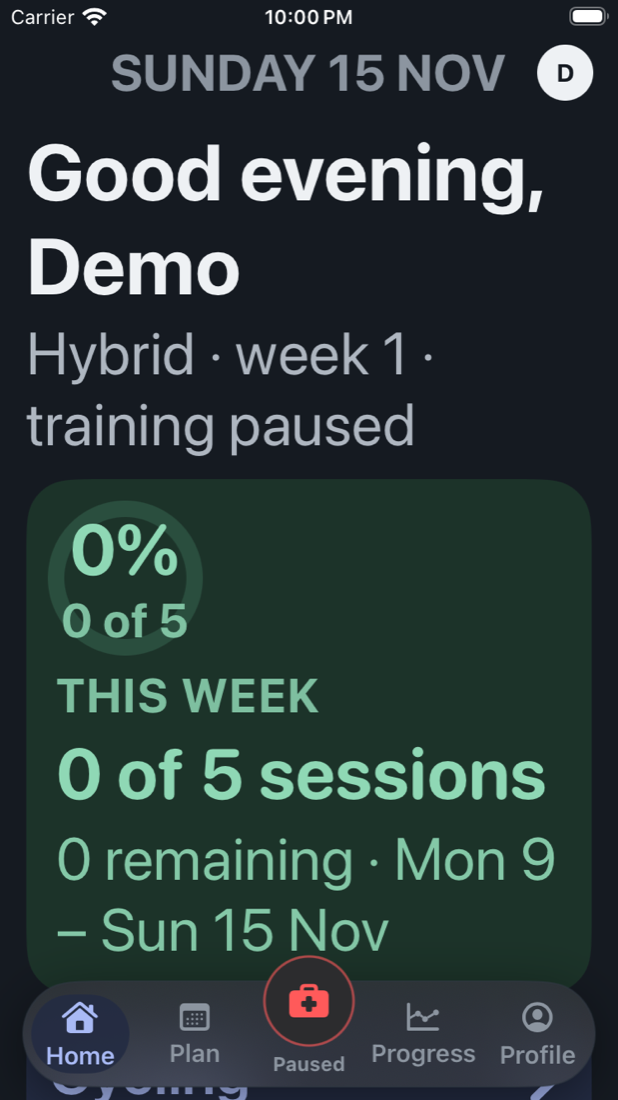 Carrier 10:00 PM
SUNDAY 15 NOV
D
Good evening,
Demo
Hybrid · week 1 ·
training paused
0%
0 of 5
THIS WEEK
0 of 5 sessions
0 remaining · Mon 9
– Sun 15 Nov
Cycling
Home
Plan
Paused
Progress
Profile